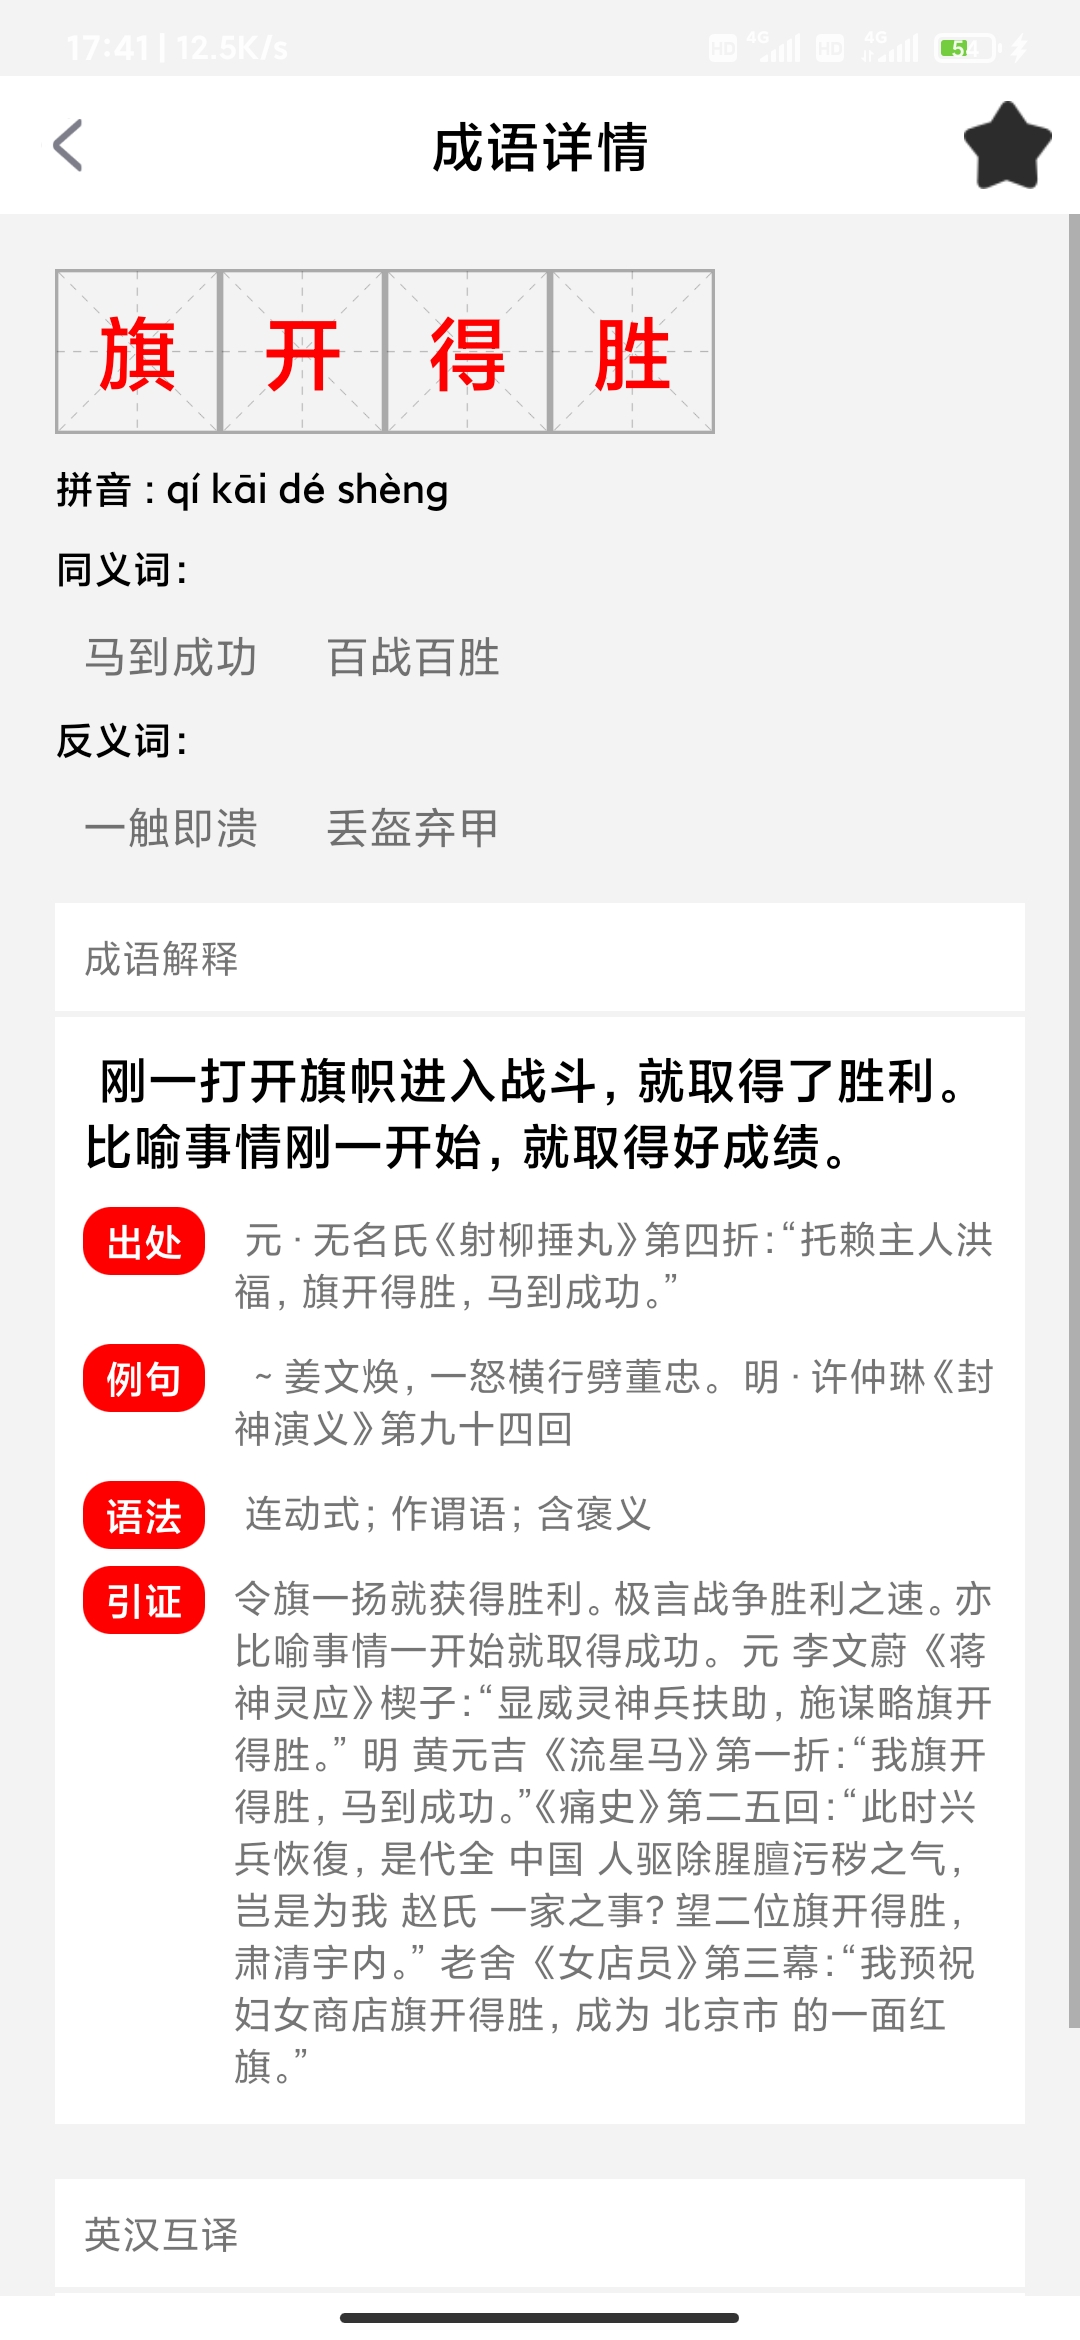 17:41 | 12.5K/s HD 4G HD 4G 54
成语详情
旗开得胜
拼音 : qí kāi dé shèng
同义词:
马到成功 百战百胜
反义词:
一触即溃 丢盔弃甲
成语解释
刚一打开旗帜进入战斗，就取得了胜利。
比喻事情刚一开始，就取得好成绩。
出处 元·无名氏《射柳捶丸》第四折：“托赖主人洪
福，旗开得胜，马到成功。”
例句 ~姜文焕，一怒横行劈董忠。明·许仲琳《封
神演义》第九十四回
语法 连动式；作谓语；含褒义
引证 令旗一扬就获得胜利。极言战争胜利之速。亦
比喻事情一开始就取得成功。元 李文蔚《蒋
神灵应》楔子：“显威灵神兵扶助，施谋略旗开
得胜。” 明 黄元吉《流星马》第一折：“我旗开
得胜，马到成功。”《痛史》第二五回：“此时兴
兵恢復，是代全 中国 人驱除腥膻污秽之气，
岂是为我 赵氏 一家之事？望二位旗开得胜，
肃清宇内。” 老舍《女店员》第三幕：“我预祝
妇女商店旗开得胜，成为 北京市 的一面红
旗。”
英汉互译